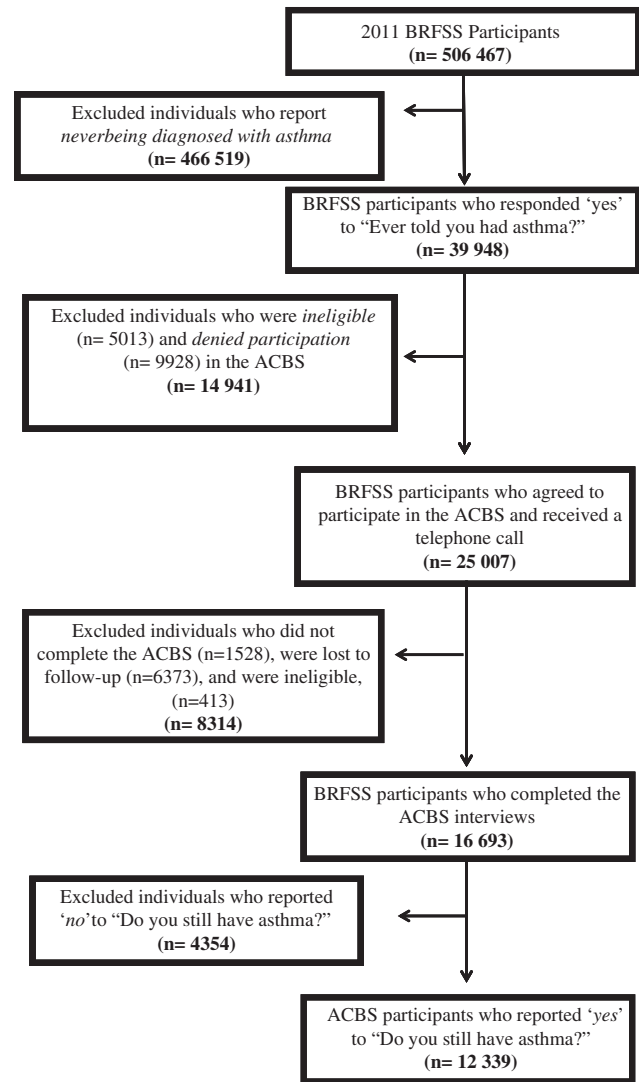 2011 BRFSS Participants
(n= 506 467)
Excluded individuals who report
neverbeing diagnosed with asthma
(n= 466 519)
BRFSS participants who responded ‘yes’
to “Ever told you had asthma?”
(n= 39 948)
Excluded individuals who were ineligible
(n= 5013) and denied participation
(n= 9928) in the ACBS
(n= 14 941)
BRFSS participants who agreed to
participate in the ACBS and received a
telephone call
(n= 25 007)
Excluded individuals who did not
complete the ACBS (n=1528), were lost to
follow-up (n=6373), and were ineligible,
(n=413)
(n= 8314)
BRFSS participants who completed the
ACBS interviews
(n= 16 693)
Excluded individuals who reported
‘no’to “Do you still have asthma?”
(n= 4354)
ACBS participants who reported ‘yes’
to “Do you still have asthma?”
(n= 12 339)